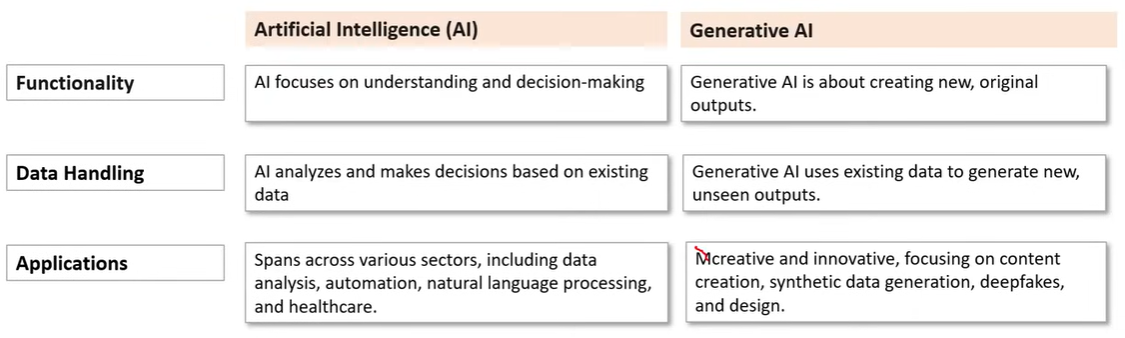 Artificial Intelligence (AI) Generative AI
Functionality
AI focuses on understanding and decision-making
Generative AI is about creating new, original
outputs.
Data Handling
AI analyzes and makes decisions based on existing
data
Generative AI uses existing data to generate new,
unseen outputs.
Applications
Spans across various sectors, including data
analysis, automation, natural language processing,
and healthcare.
Mcreative and innovative, focusing on content
creation, synthetic data generation, deepfakes,
and design.